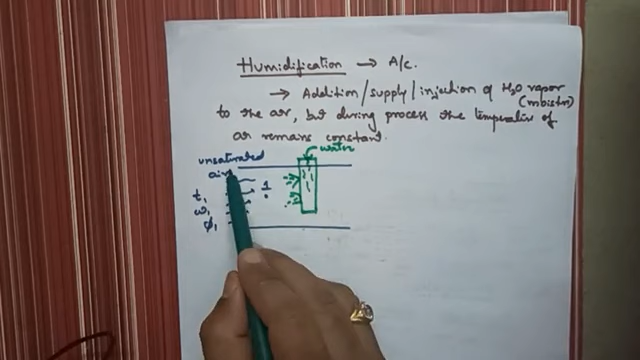 Humidification → A/c.
→ Addition/supply/injection of H₂O vapor
(moistur)
to the air, but during process the temperature of
air remains constant.
water
unsaturated
air
1
t₁
ω₁
φ₁